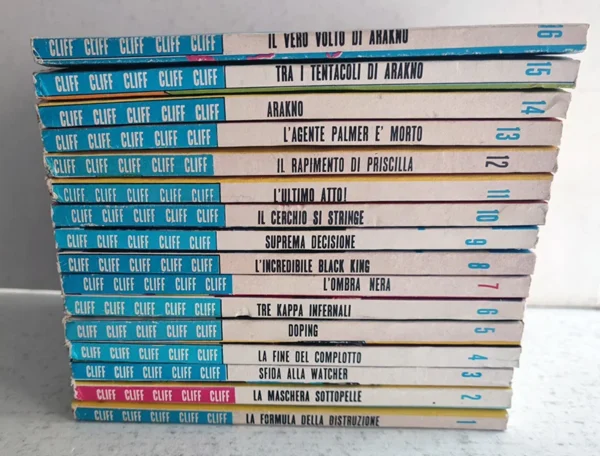 CLIFF CLIFF CLIFF CLIFF CLIFF IL VERO VOLTO DI ARAKNO 16
CLIFF CLIFF CLIFF CLIFF CLIFF TRA I TENTACOLI DI ARAKNO 15
CLIFF CLIFF CLIFF CLIFF CLIFF ARAKNO 14
CLIFF CLIFF CLIFF CLIFF CLIFF L'AGENTE PALMER E' MORTO 13
CLIFF CLIFF CLIFF CLIFF CLIFF IL RAPIMENTO DI PRISCILLA 12
CLIFF CLIFF CLIFF CLIFF CLIFF L'ULTIMO ATTO! 11
CLIFF CLIFF CLIFF CLIFF CLIFF IL CERCHIO SI STRINGE 10
CLIFF CLIFF CLIFF CLIFF CLIFF SUPREMA DECISIONE 9
CLIFF CLIFF CLIFF CLIFF CLIFF L'INCREDIBILE BLACK KING 8
CLIFF CLIFF CLIFF CLIFF CLIFF L'OMBRA NERA 7
CLIFF CLIFF CLIFF CLIFF CLIFF TRE KAPPA INFERNALI 6
CLIFF CLIFF CLIFF CLIFF CLIFF DOPING 5
CLIFF CLIFF CLIFF CLIFF CLIFF LA FINE DEL COMPLOTTO 4
CLIFF CLIFF CLIFF CLIFF CLIFF SFIDA ALLA WATCHER 3
CLIFF CLIFF CLIFF CLIFF CLIFF LA MASCHERA SOTTOPELLE 2
CLIFF CLIFF CLIFF CLIFF CLIFF LA FORMULA DELLA DISTRUZIONE 1